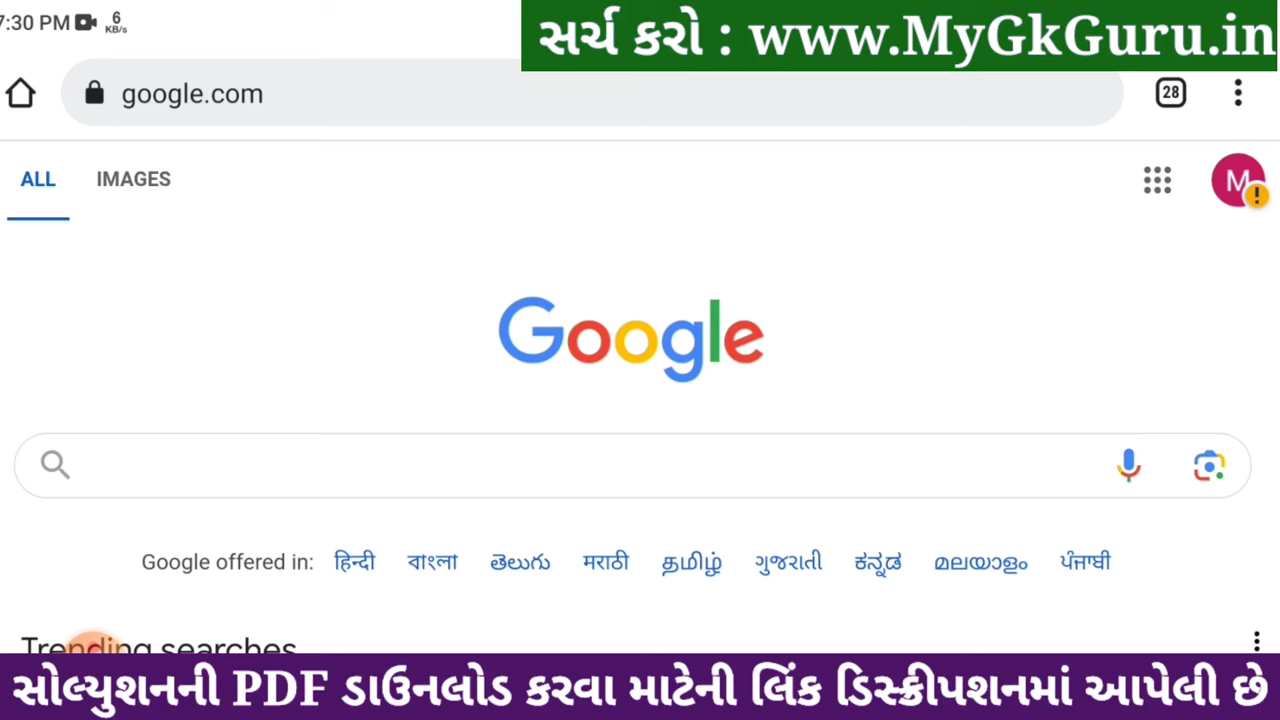 7:30 PM 6 KB/s
સર્ચ કરો : www.MyGkGuru.in
google.com 28
ALL IMAGES
M
Google
Google offered in: हिन्दी বাংলা తెలుగు मराठी தமிழ் ગુજરાતી ಕನ್ನಡ മലയാളം ਪੰਜਾਬੀ
Trending searches
સોલ્યુશનની PDF ડાઉનલોડ કરવા માટેની લિંક ડિસ્ક્રીપશનમાં આપેલી છે